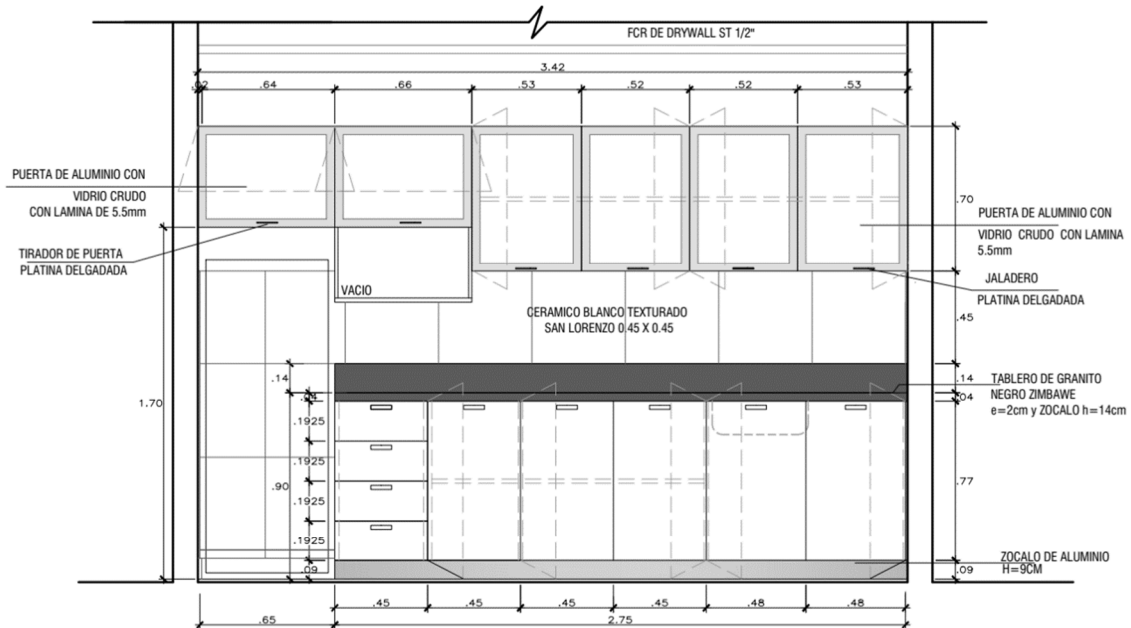 FCR DE DRYWALL ST 1/2"
3.42
.02 .64 .66 .53 .52 .52 .53
PUERTA DE ALUMINIO CON
VIDRIO CRUDO
CON LAMINA DE 5.5mm
TIRADOR DE PUERTA
PLATINA DELGADADA
.70
PUERTA DE ALUMINIO CON
VIDRIO CRUDO CON LAMINA
5.5mm
JALADERO
PLATINA DELGADADA
VACIO
CERAMICO BLANCO TEXTURADO
SAN LORENZO 0.45 X 0.45
.45
.14
.14
TABLERO DE GRANITO
NEGRO ZIMBAWE
e=2cm y ZOCALO h=14cm
.04
.04
1.70
.1925
.1925
.90
.1925
.1925
.77
.09
.09
ZOCALO DE ALUMINIO
H=9CM
.45 .45 .45 .45 .48 .48
.65 2.75